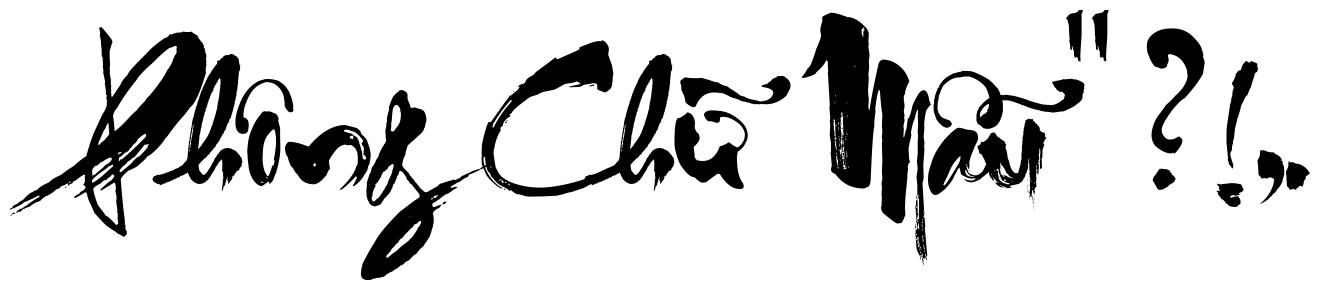 Phông Chữ Mẫu " ? ! , .